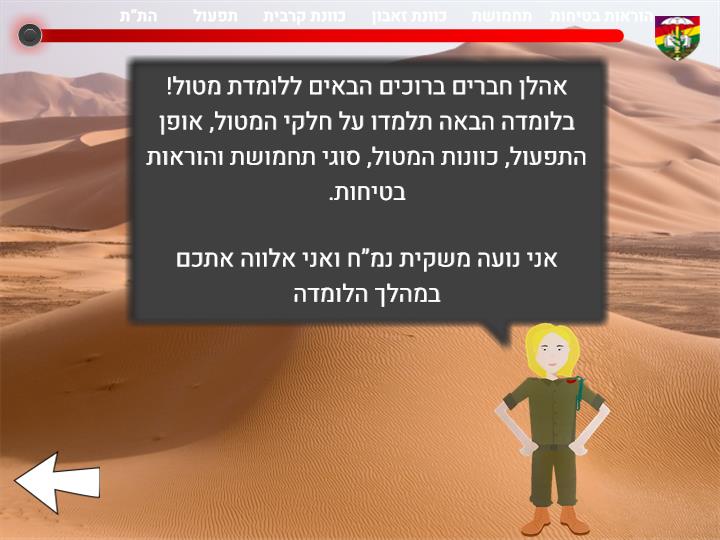 הוראות בטיחות תחמושת כוונת זאבון כוונת קרבית תפעול הת"ת
אהלן חברים ברוכים הבאים ללומדת מטול!
בלומדה הבאה תלמדו על חלקי המטול, אופן
התפעול, כוונות המטול, סוגי תחמושת והוראות
בטיחות.
אני נועה משקית נמ"ח ואני אלווה אתכם
במהלך הלומדה